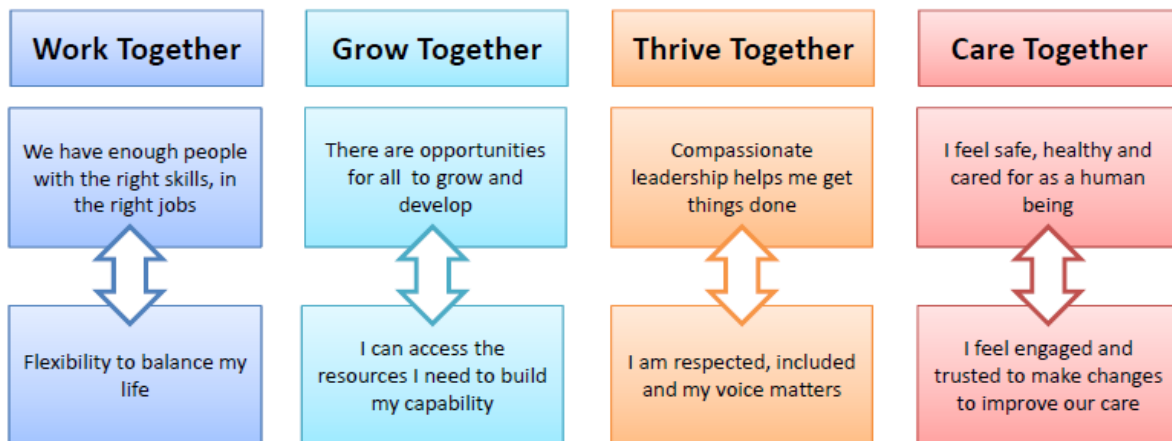 Work Together
We have enough people
with the right skills, in
the right jobs
Flexibility to balance my
life
Grow Together
There are opportunities
for all to grow and
develop
I can access the
resources I need to build
my capability
Thrive Together
Compassionate
leadership helps me get
things done
I am respected, included
and my voice matters
Care Together
I feel safe, healthy and
cared for as a human
being
I feel engaged and
trusted to make changes
to improve our care